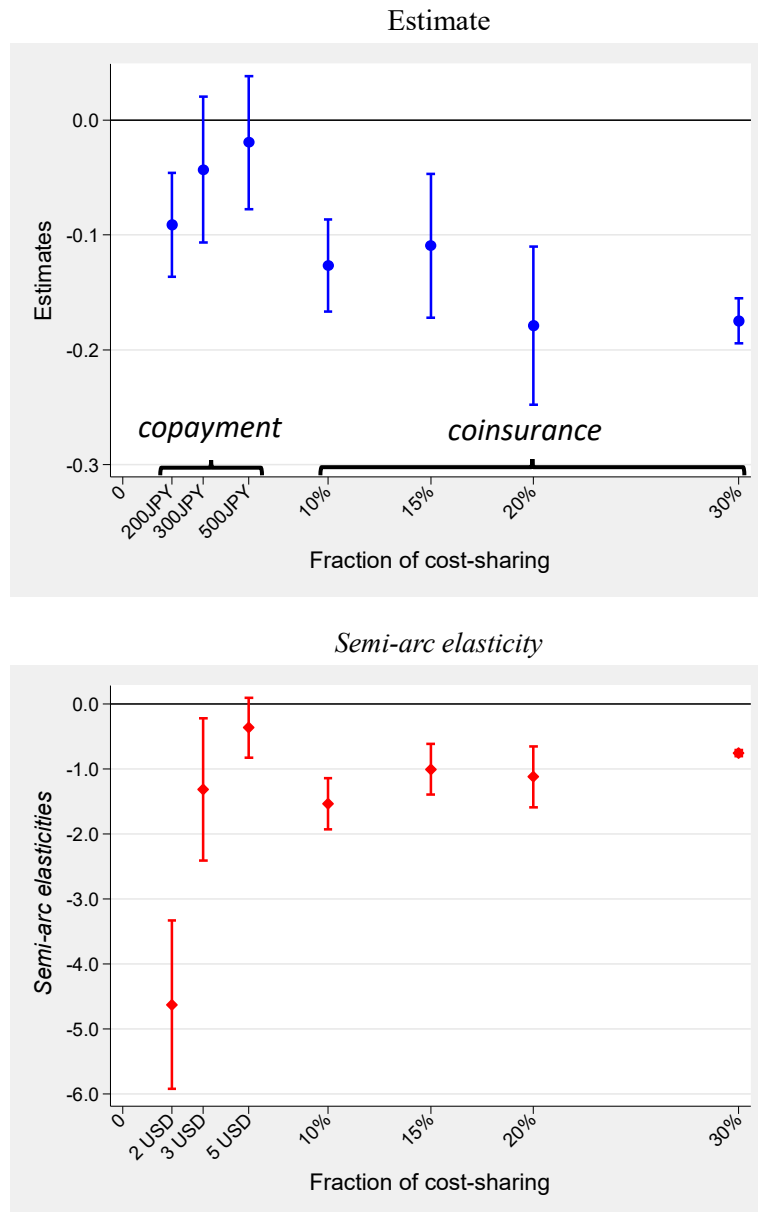 Estimate
Estimates
0.0
-0.1
-0.2
-0.3
copayment
coinsurance
0
200JPY
300JPY
500JPY
10%
15%
20%
30%
Fraction of cost-sharing
Semi-arc elasticity
Semi-arc elasticities
0.0
-1.0
-2.0
-3.0
-4.0
-5.0
-6.0
0
2 USD
3 USD
5 USD
10%
15%
20%
30%
Fraction of cost-sharing